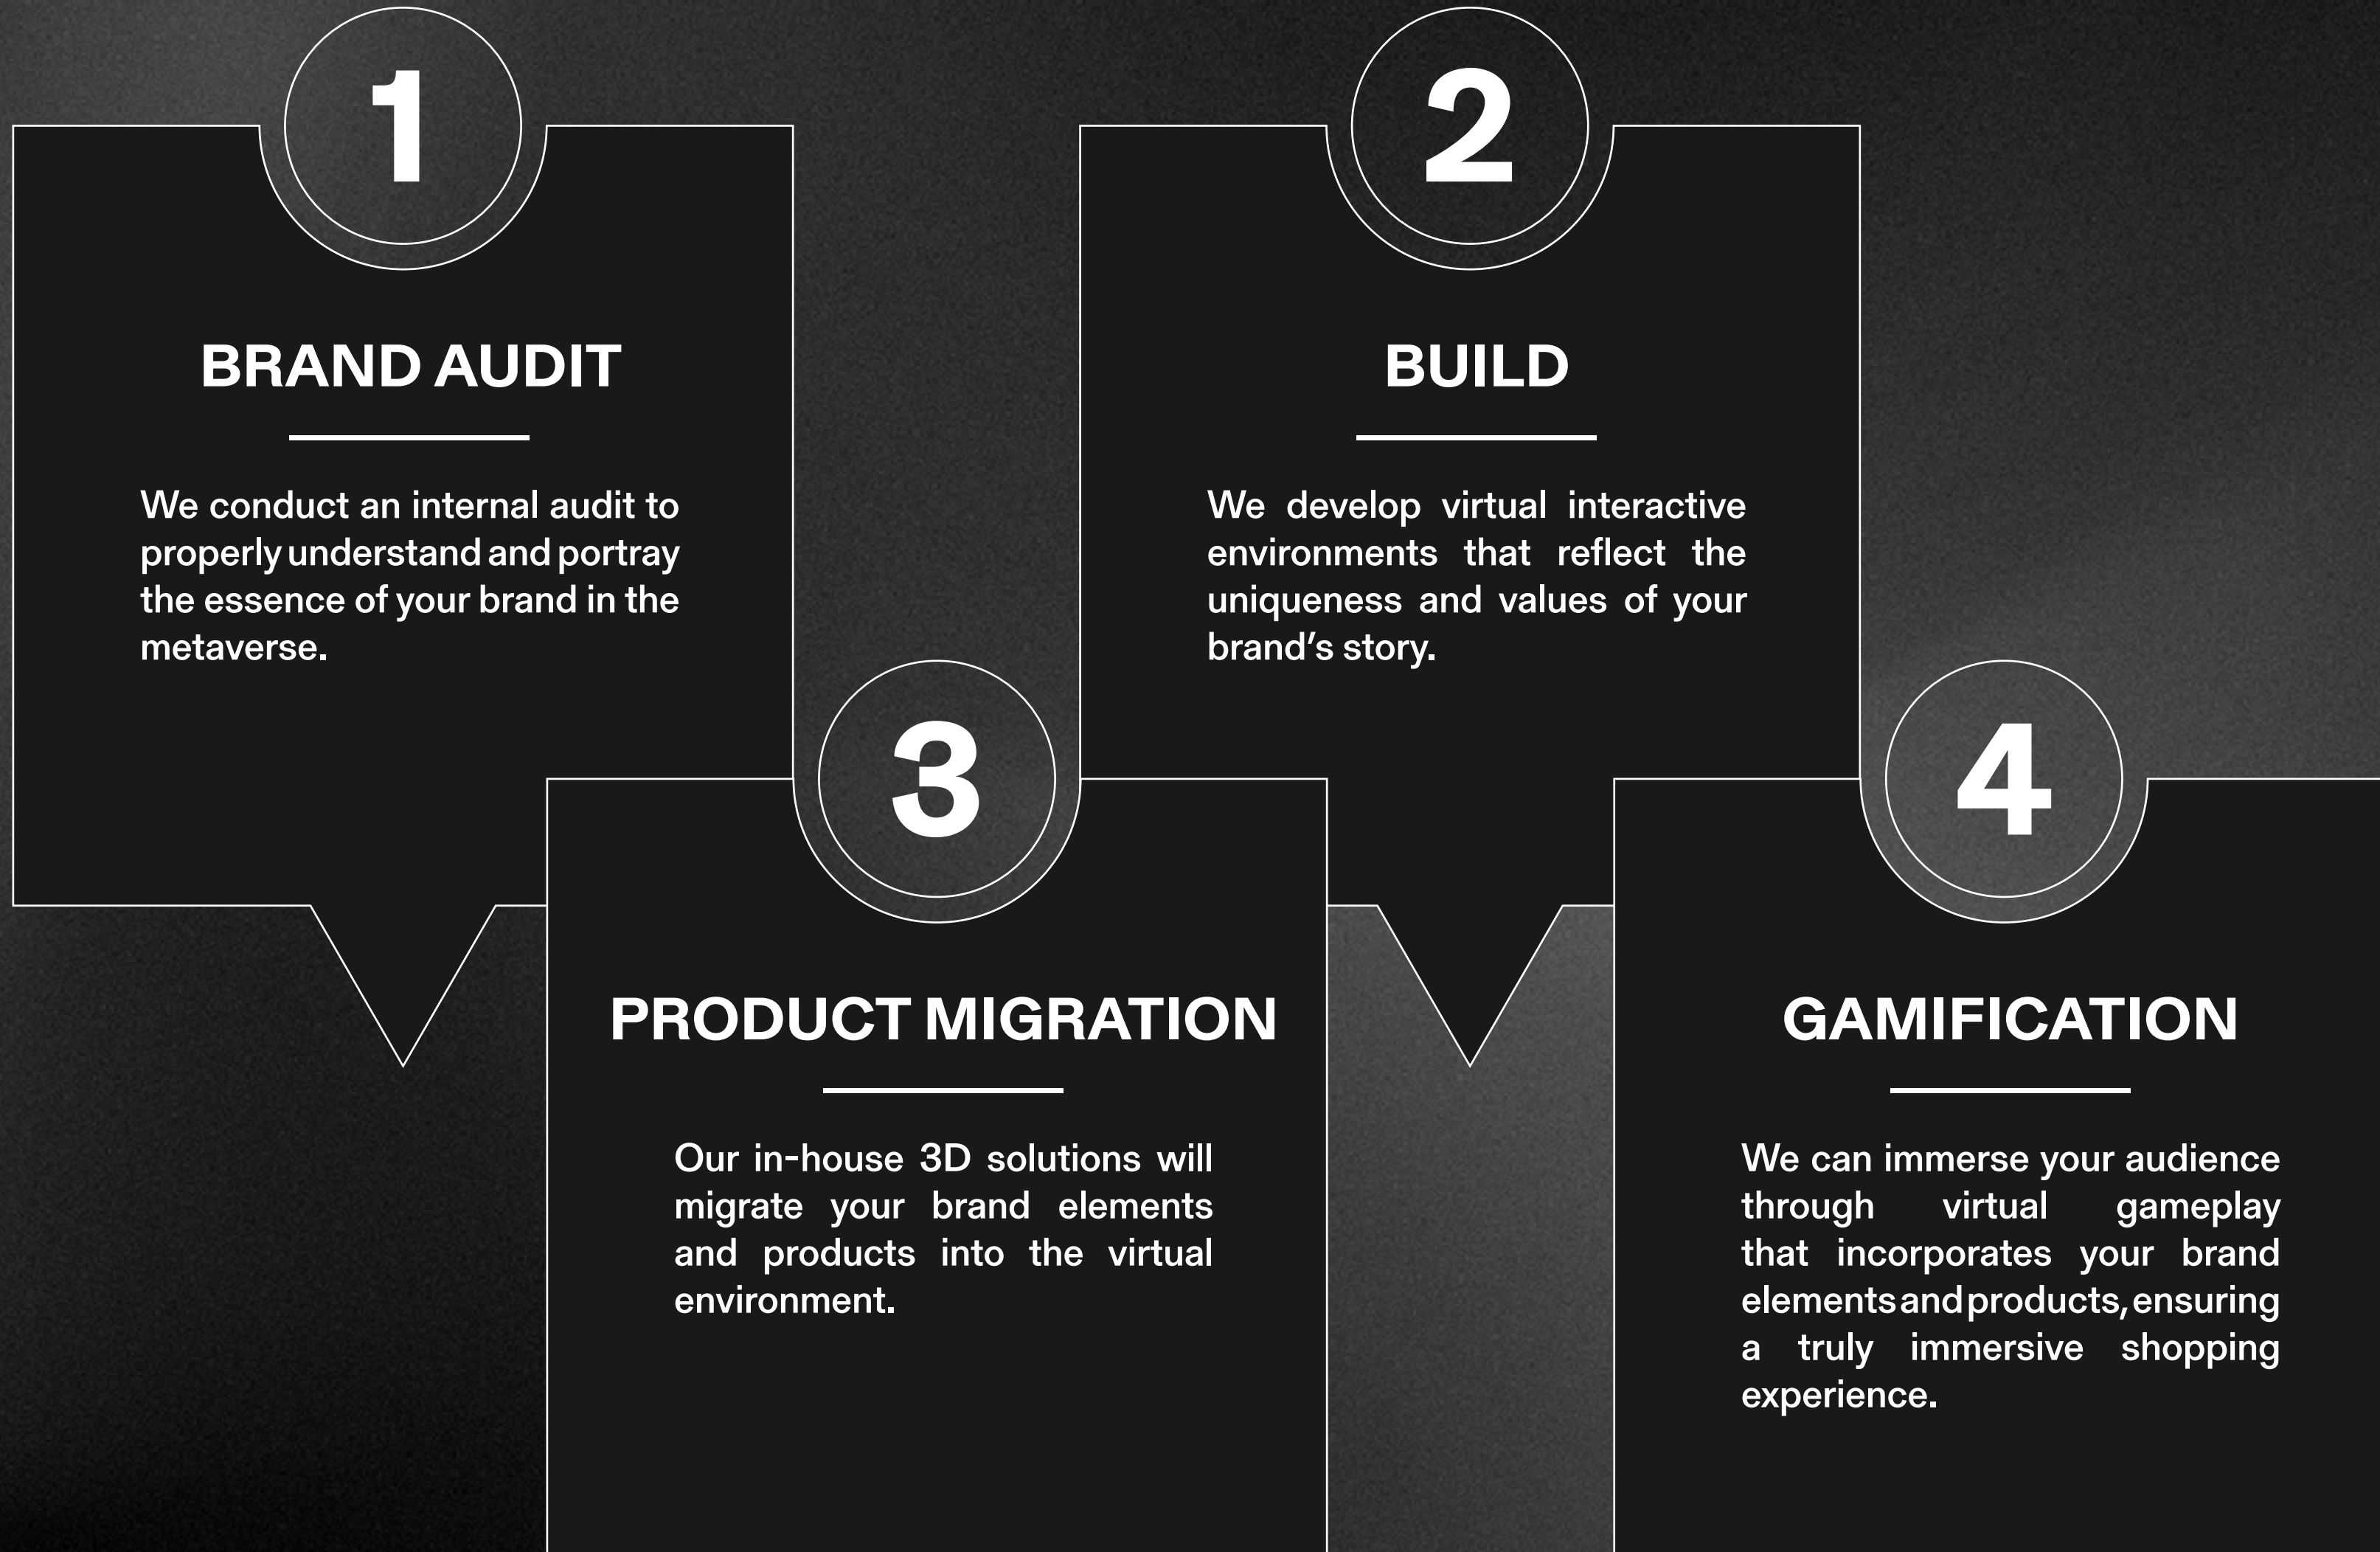 1
BRAND AUDIT
We conduct an internal audit to
properly understand and portray
the essence of your brand in the
metaverse.
2
BUILD
We develop virtual interactive
environments that reflect the
uniqueness and values of your
brand’s story.
3
PRODUCT MIGRATION
Our in-house 3D solutions will
migrate your brand elements
and products into the virtual
environment.
4
GAMIFICATION
We can immerse your audience
through virtual gameplay
that incorporates your brand
elements and products, ensuring
a truly immersive shopping
experience.